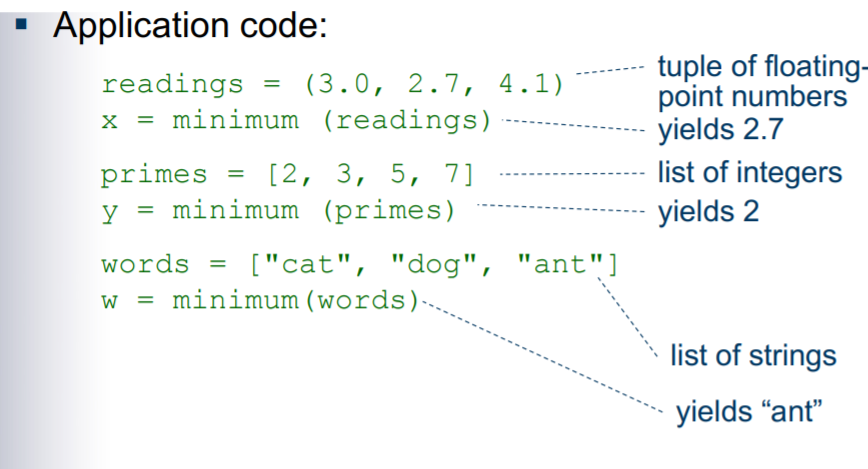 ▪ Application code:
readings = (3.0, 2.7, 4.1)
tuple of floating-
point numbers
x = minimum (readings)
yields 2.7
primes = [2, 3, 5, 7]
list of integers
y = minimum (primes)
yields 2
words = ["cat", "dog", "ant"]
w = minimum(words)
list of strings
yields “ant”